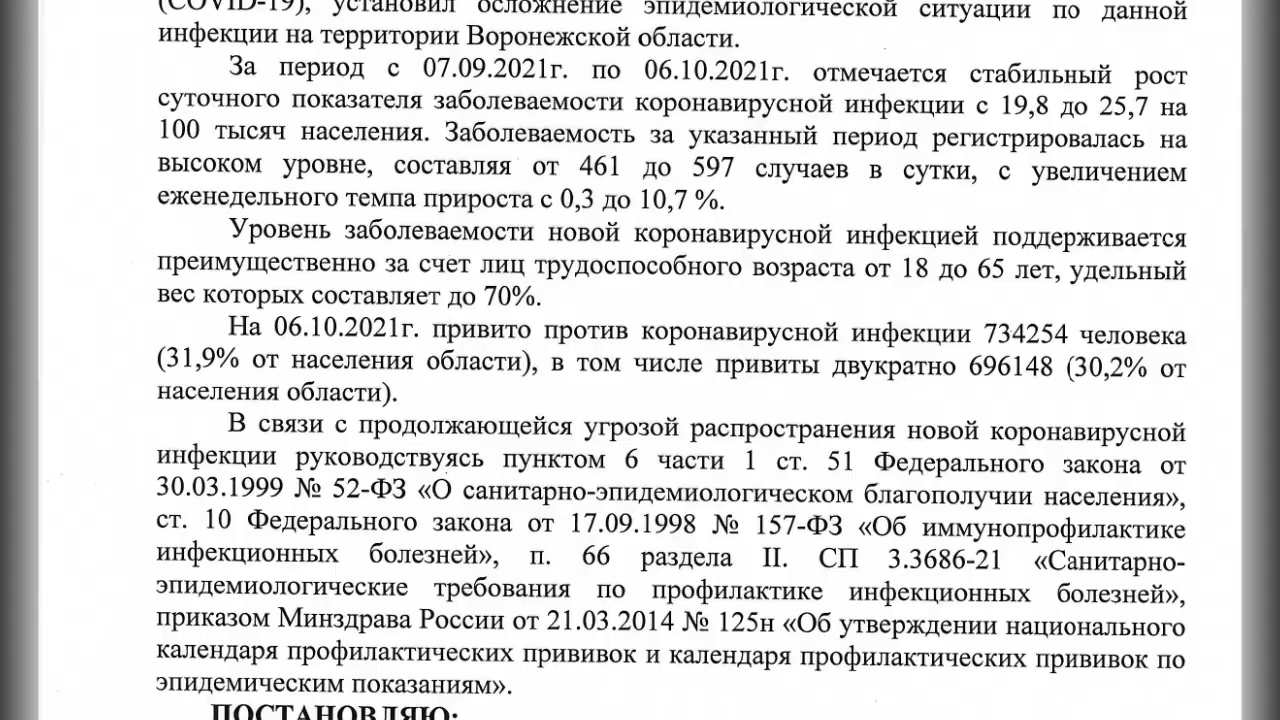 (COVID-19), установил осложнение эпидемиологической ситуации по данной
инфекции на территории Воронежской области.
За период с 07.09.2021г. по 06.10.2021г. отмечается стабильный рост
суточного показателя заболеваемости коронавирусной инфекции с 19,8 до 25,7 на
100 тысяч населения. Заболеваемость за указанный период регистрировалась на
высоком уровне, составляя от 461 до 597 случаев в сутки, с увеличением
еженедельного темпа прироста с 0,3 до 10,7 %.
Уровень заболеваемости новой коронавирусной инфекцией поддерживается
преимущественно за счет лиц трудоспособного возраста от 18 до 65 лет, удельный
вес которых составляет до 70%.
На 06.10.2021г. привито против коронавирусной инфекции 734254 человека
(31,9% от населения области), в том числе привиты двукратно 696148 (30,2% от
населения области).
В связи с продолжающейся угрозой распространения новой коронавирусной
инфекции руководствуясь пунктом 6 части 1 ст. 51 Федерального закона от
30.03.1999 № 52-ФЗ «О санитарно-эпидемиологическом благополучии населения»,
ст. 10 Федерального закона от 17.09.1998 № 157-ФЗ «Об иммунопрофилактике
инфекционных болезней», п. 66 раздела II. СП 3.3686-21 «Санитарно-
эпидемиологические требования по профилактике инфекционных болезней»,
приказом Минздрава России от 21.03.2014 № 125н «Об утверждении национального
календаря профилактических прививок и календаря профилактических прививок по
эпидемическим показаниям».
ПОСТАНОВЛЯЮ: